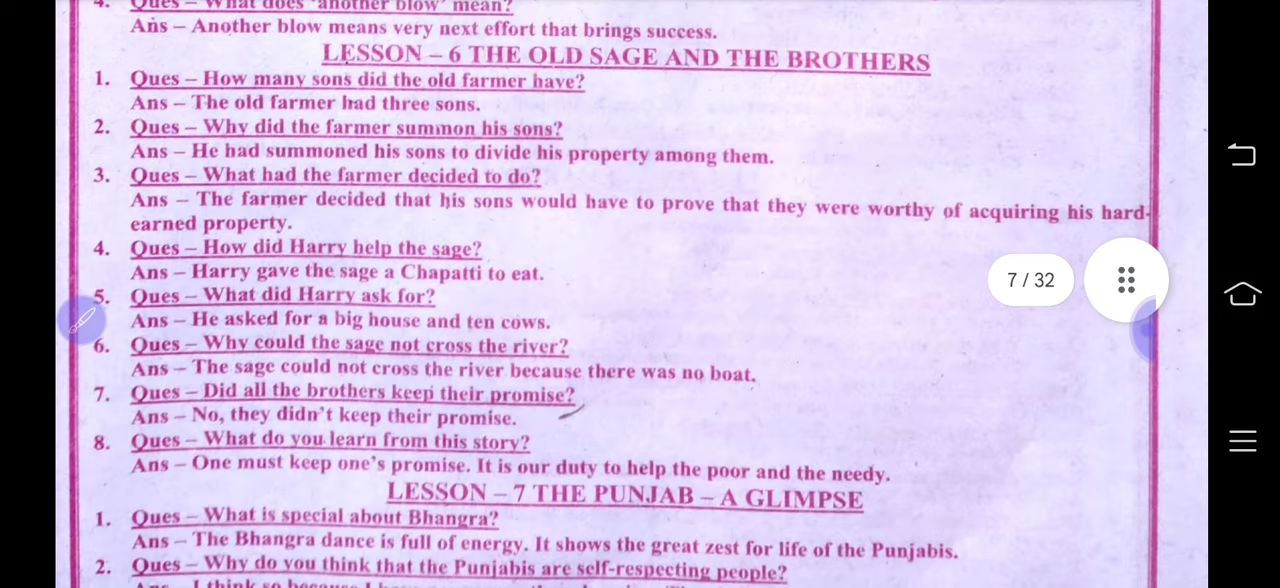 4. Ques – What does 'another blow' mean?
Ans – Another blow means very next effort that brings success.
LESSON – 6 THE OLD SAGE AND THE BROTHERS
1. Ques – How many sons did the old farmer have?
Ans – The old farmer had three sons.
2. Ques – Why did the farmer summon his sons?
Ans – He had summoned his sons to divide his property among them.
3. Ques – What had the farmer decided to do?
Ans – The farmer decided that his sons would have to prove that they were worthy of acquiring his hard-
earned property.
4. Ques – How did Harry help the sage?
Ans – Harry gave the sage a Chapatti to eat.
7 / 32
5. Ques – What did Harry ask for?
Ans – He asked for a big house and ten cows.
6. Ques – Why could the sage not cross the river?
Ans – The sage could not cross the river because there was no boat.
7. Ques – Did all the brothers keep their promise?
Ans – No, they didn't keep their promise.
8. Ques – What do you learn from this story?
Ans – One must keep one's promise. It is our duty to help the poor and the needy.
LESSON – 7 THE PUNJAB – A GLIMPSE
1. Ques – What is special about Bhangra?
Ans – The Bhangra dance is full of energy. It shows the great zest for life of the Punjabis.
2. Ques – Why do you think that the Punjabis are self-respecting people?
Ans – I think so because I have